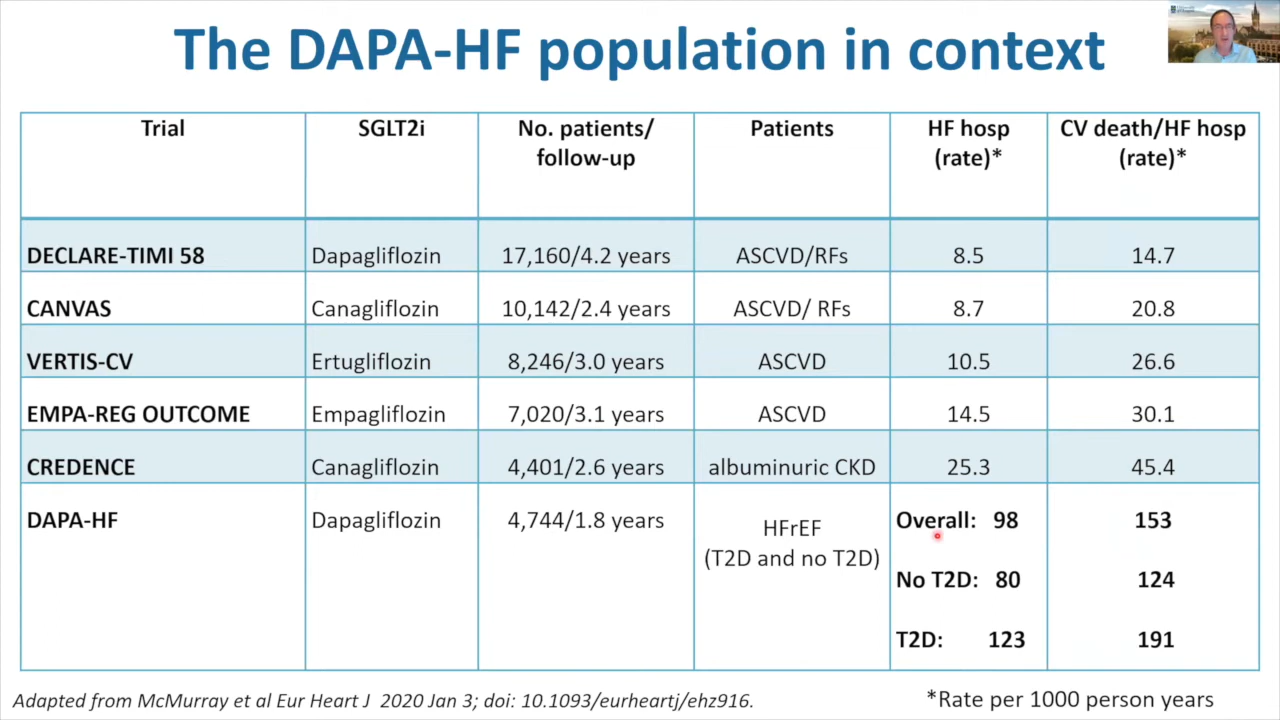 The DAPA-HF population in context
Trial SGLT2i No. patients/ Patients HF hosp CV death/HF hosp
follow-up (rate)* (rate)*
DECLARE-TIMI 58 Dapagliflozin 17,160/4.2 years ASCVD/RFs 8.5 14.7
CANVAS Canagliflozin 10,142/2.4 years ASCVD/ RFs 8.7 20.8
VERTIS-CV Ertugliflozin 8,246/3.0 years ASCVD 10.5 26.6
EMPA-REG OUTCOME Empagliflozin 7,020/3.1 years ASCVD 14.5 30.1
CREDENCE Canagliflozin 4,401/2.6 years albuminuric CKD 25.3 45.4
DAPA-HF Dapagliflozin 4,744/1.8 years HFrEF Overall: 98 153
(T2D and no T2D)
No T2D: 80 124
T2D: 123 191
Adapted from McMurray et al Eur Heart J 2020 Jan 3; doi: 10.1093/eurheartj/ehz916.
*Rate per 1000 person years